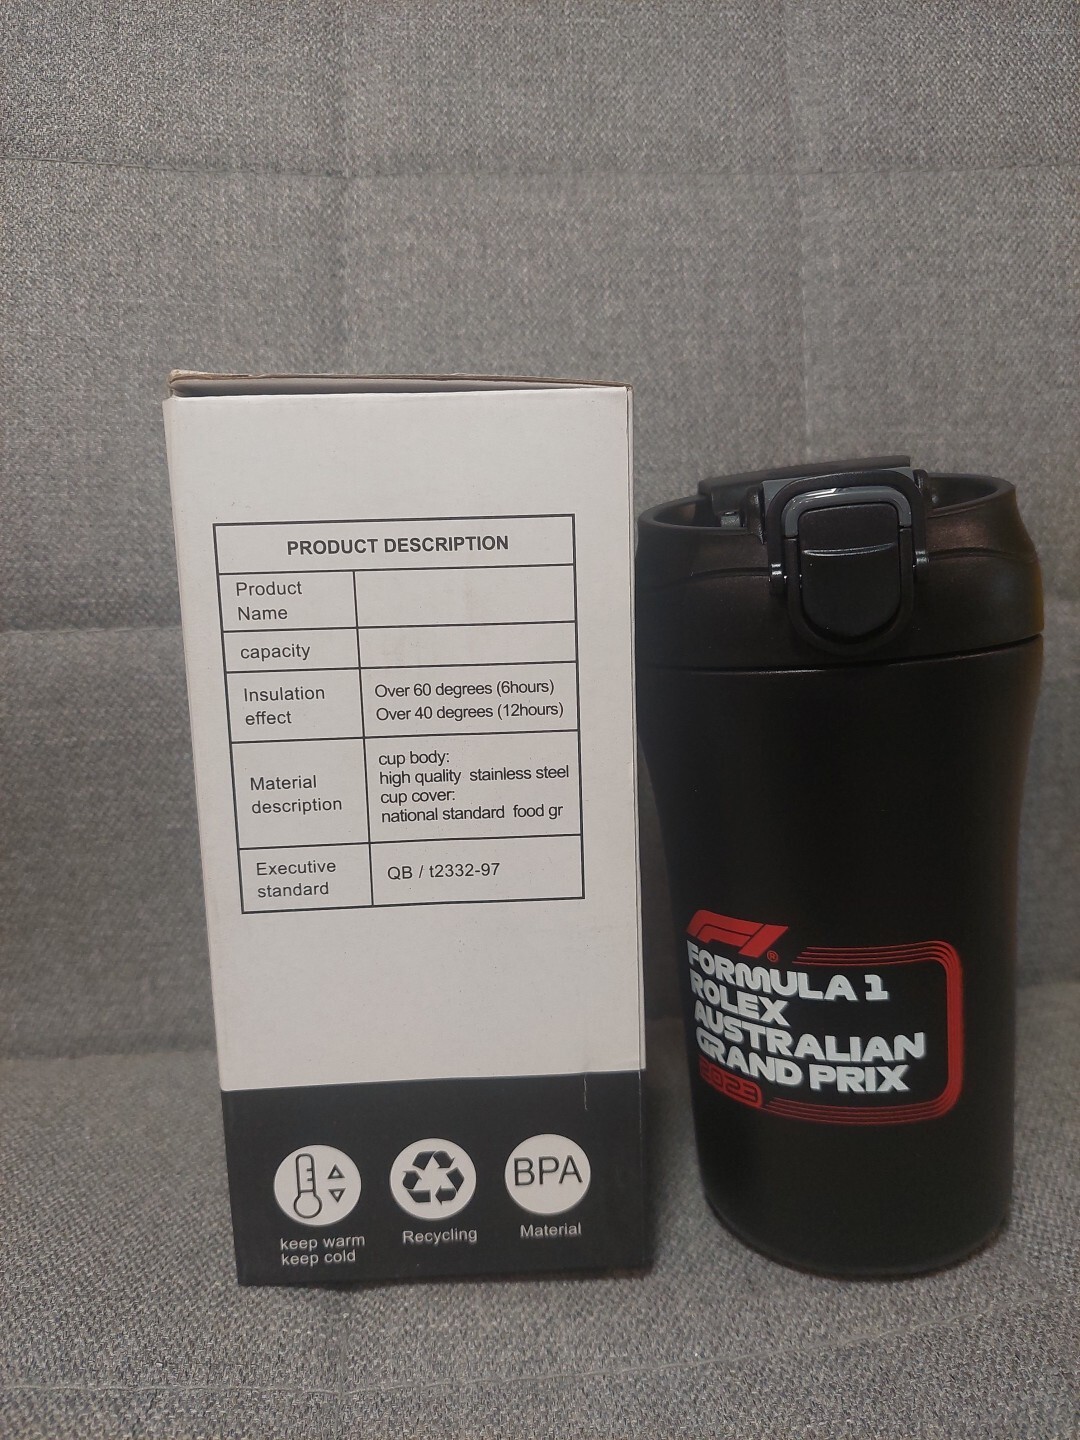 PRODUCT DESCRIPTION
Product
Name
capacity
Insulation
effect
Over 60 degrees (6hours)
Over 40 degrees (12hours)
Material
description
cup body:
high quality stainless steel
cup cover:
national standard food gr
Executive
standard
QB / t2332-97
keep warm
keep cold
Recycling
BPA
Material
F1®
FORMULA 1
ROLEX
AUSTRALIAN
GRAND PRIX
2023